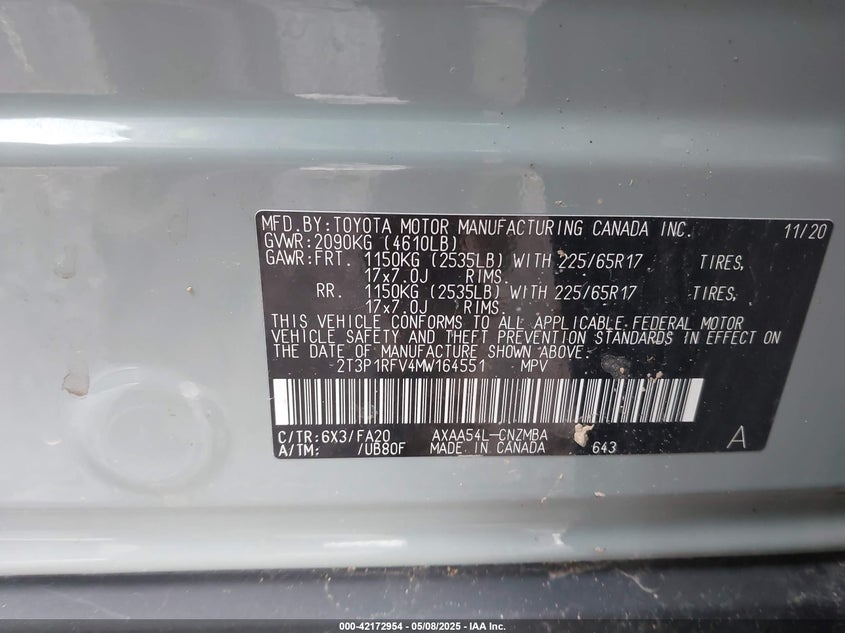 MFD.BY:TOYOTA MOTOR MANUFACTURING CANADA INC. 11/20
GVWR:2090KG (4610LB)
GAWR:FRT. 1150KG (2535LB) WITH 225/65R17 TIRES,
17x7.0J RIMS.
RR. 1150KG (2535LB) WITH 225/65R17 TIRES,
17x7.0J RIMS.
THIS VEHICLE CONFORMS TO ALL APPLICABLE FEDERAL MOTOR
VEHICLE SAFETY AND THEFT PREVENTION STANDARDS IN EFFECT ON
THE DATE OF MANUFACTURE SHOWN ABOVE.
2T3P1RFV4MW164551 MPV
C/TR:6X3/FA20 AXAA54L-CNZMBA A
A/TM: /UB80F MADE IN CANADA 643
000-42172954 - 05/08/2025 - IAA Inc.